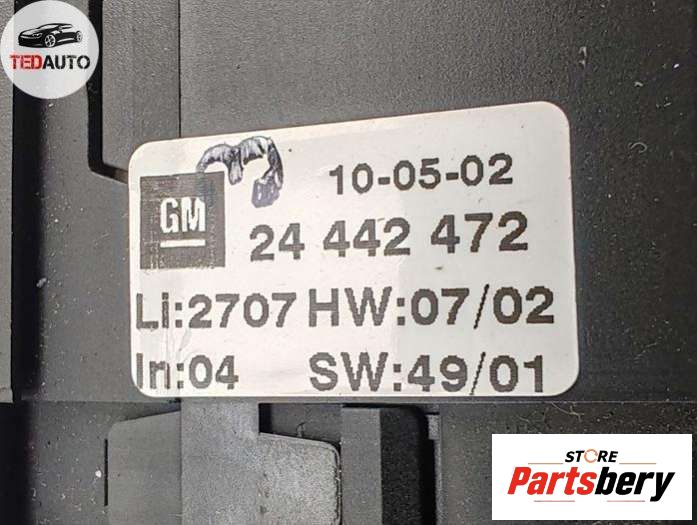 TEDAUTO
10-05-02
GM
24 442 472
Li:2707 HW:07/02
In:04 SW:49/01
STORE
Partsbery